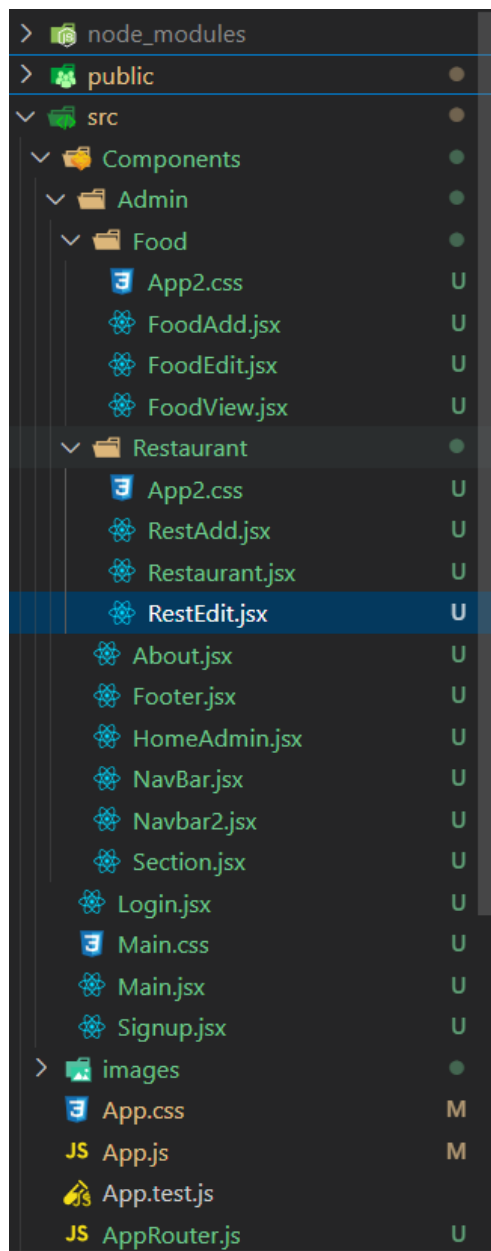 node_modules
public
src
Components
Admin
Food
App2.css U
FoodAdd.jsx U
FoodEdit.jsx U
FoodView.jsx U
Restaurant
App2.css U
RestAdd.jsx U
Restaurant.jsx U
RestEdit.jsx U
About.jsx U
Footer.jsx U
HomeAdmin.jsx U
NavBar.jsx U
Navbar2.jsx U
Section.jsx U
Login.jsx U
Main.css U
Main.jsx U
Signup.jsx U
images
App.css M
JS App.js M
App.test.js
JS AppRouter.js U